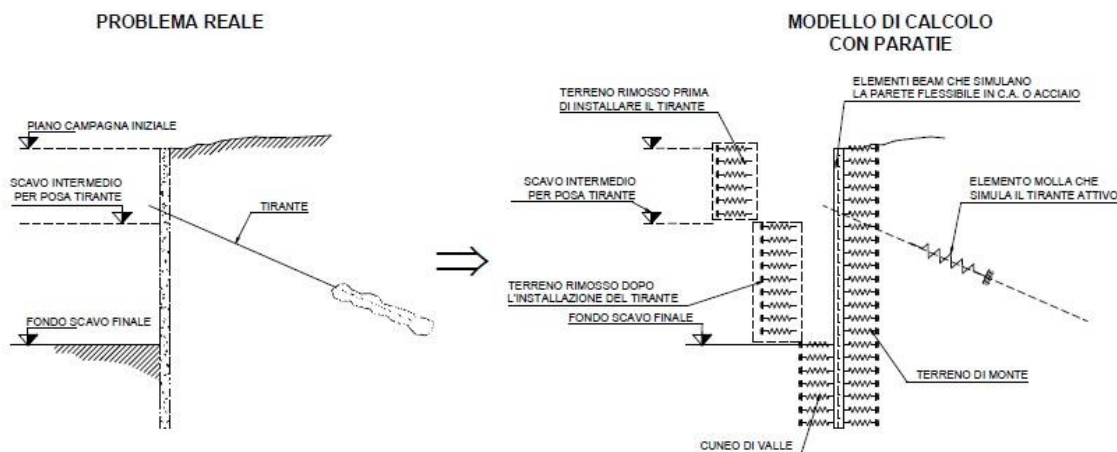 PROBLEMA REALE
PIANO CAMPAGNA INIZIALE
SCAVO INTERMEDIO
PER POSA TIRANTE
TIRANTE
FONDO SCAVO FINALE
MODELLO DI CALCOLO
CON PARATIE
ELEMENTI BEAM CHE SIMULANO
LA PARETE FLESSIBILE IN C.A. O ACCIAIO
TERRENO RIMOSSO PRIMA
DI INSTALLARE IL TIRANTE
SCAVO INTERMEDIO
PER POSA TIRANTE
ELEMENTO MOLLA CHE
SIMULA IL TIRANTE ATTIVO
TERRENO RIMOSSO DOPO
L'INSTALLAZIONE DEL TIRANTE
FONDO SCAVO FINALE
TERRENO DI MONTE
CUNEO DI VALLE